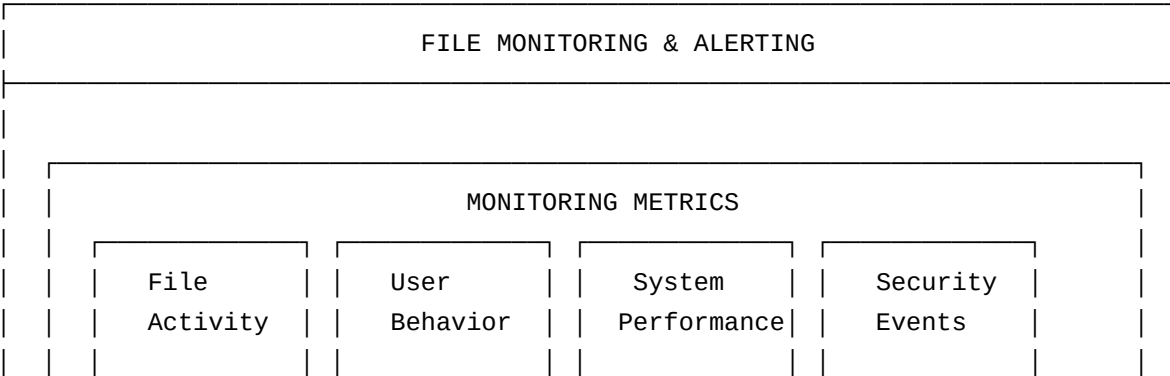 FILE MONITORING & ALERTING
MONITORING METRICS
File User System Security
Activity Behavior Performance Events